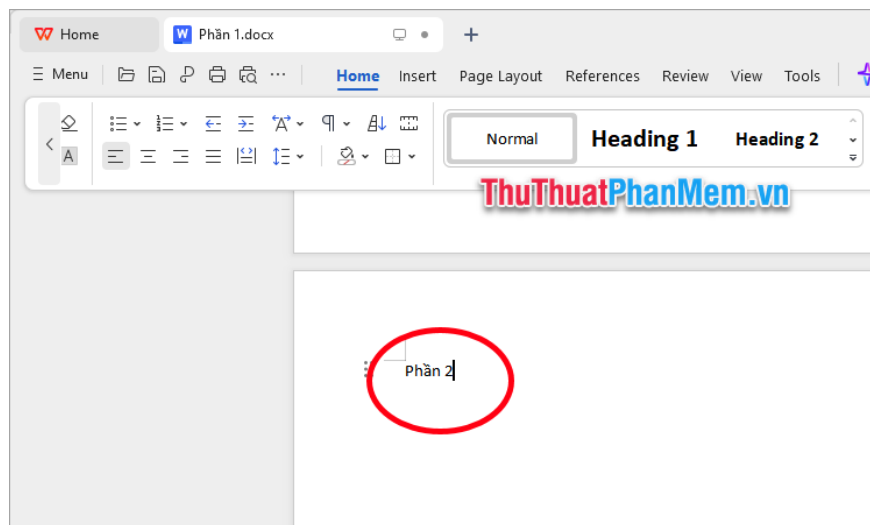 Home Phần 1.docx
Menu Home Insert Page Layout References Review View Tools
Normal Heading 1 Heading 2
ThuThuatPhanMem.vn
Phần 2